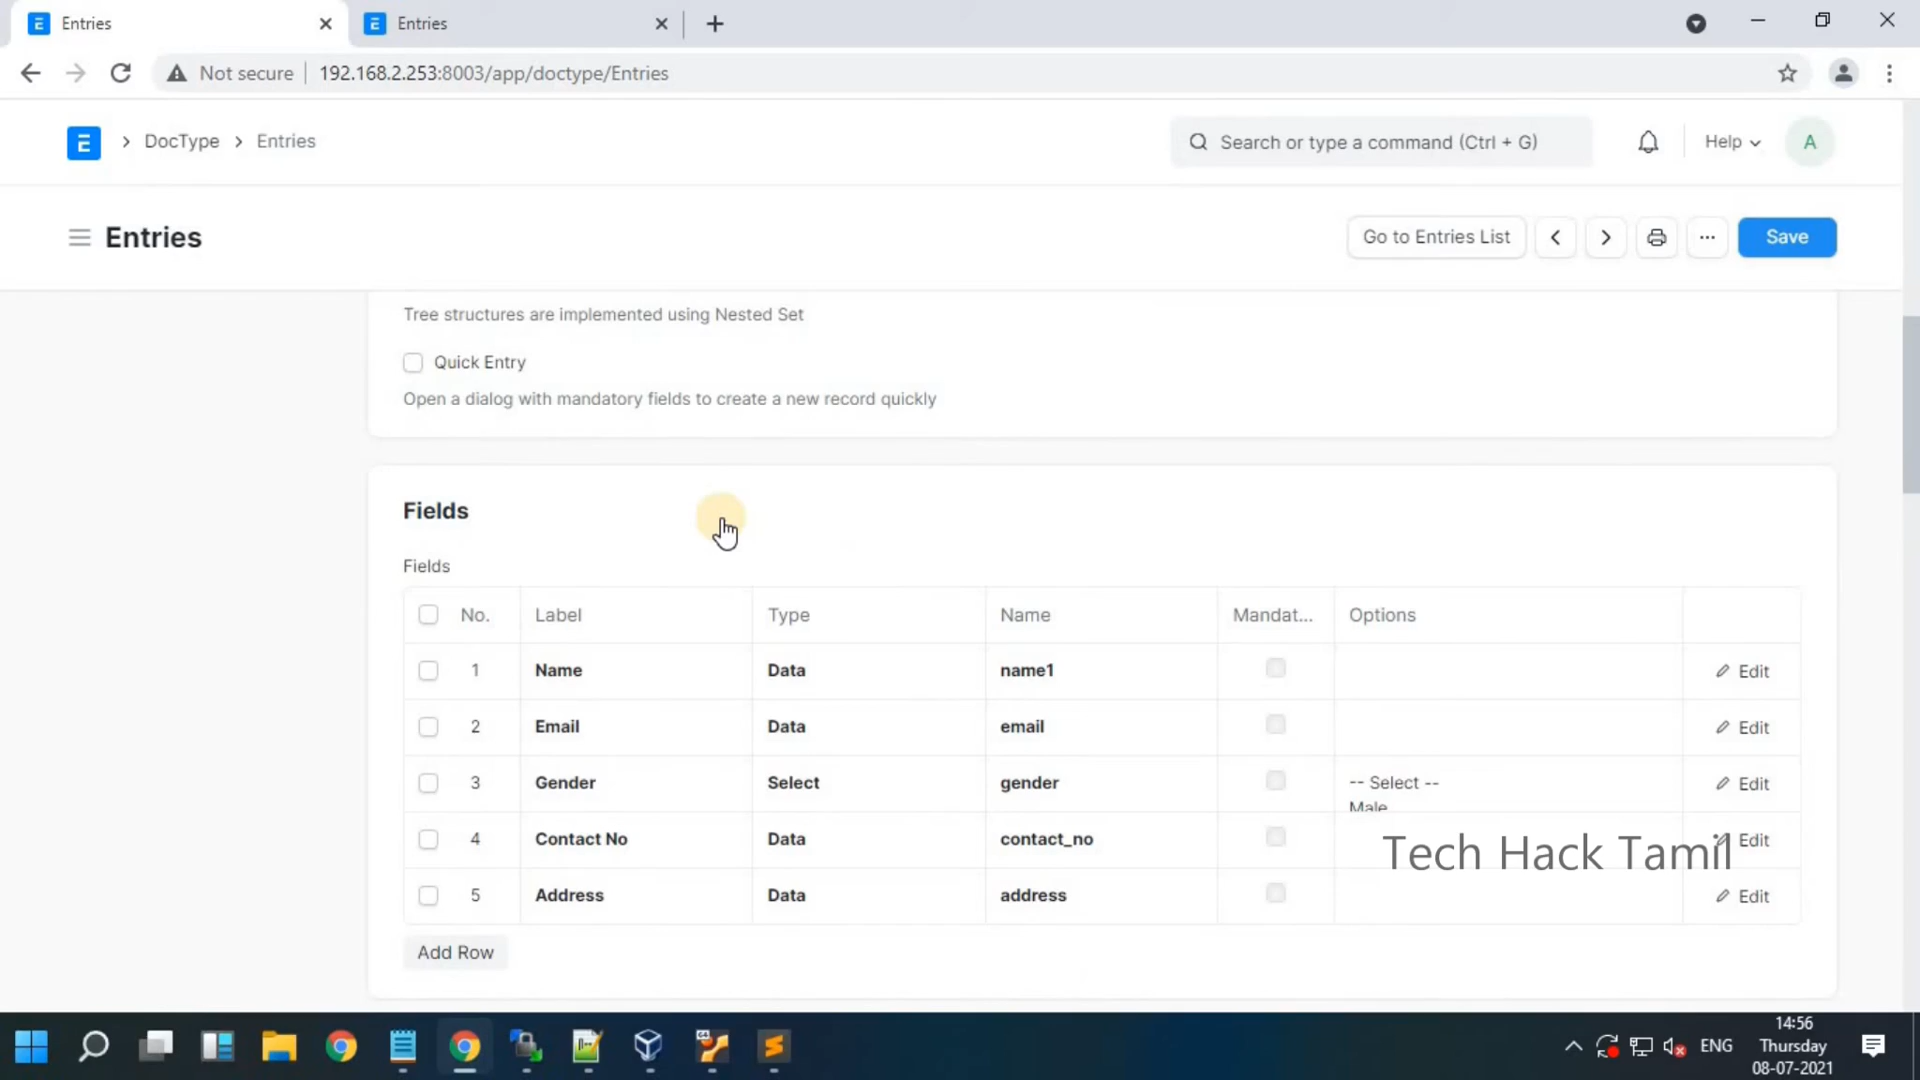 Entries
Entries
Not secure
192.168.2.253:8003/app/doctype/Entries
DocType
Entries
Search or type a command (Ctrl + G)
Help
A
Entries
Go to Entries List
Save
Tree structures are implemented using Nested Set
Quick Entry
Open a dialog with mandatory fields to create a new record quickly
Fields
Fields
No. Label Type Name Mandat... Options
1 Name Data name1 Edit
2 Email Data email Edit
3 Gender Select gender -- Select -- Edit
Male
4 Contact No Data contact_no Edit
Tech Hack Tamil
5 Address Data address Edit
Add Row
14:56
ENG Thursday
08-07-2021